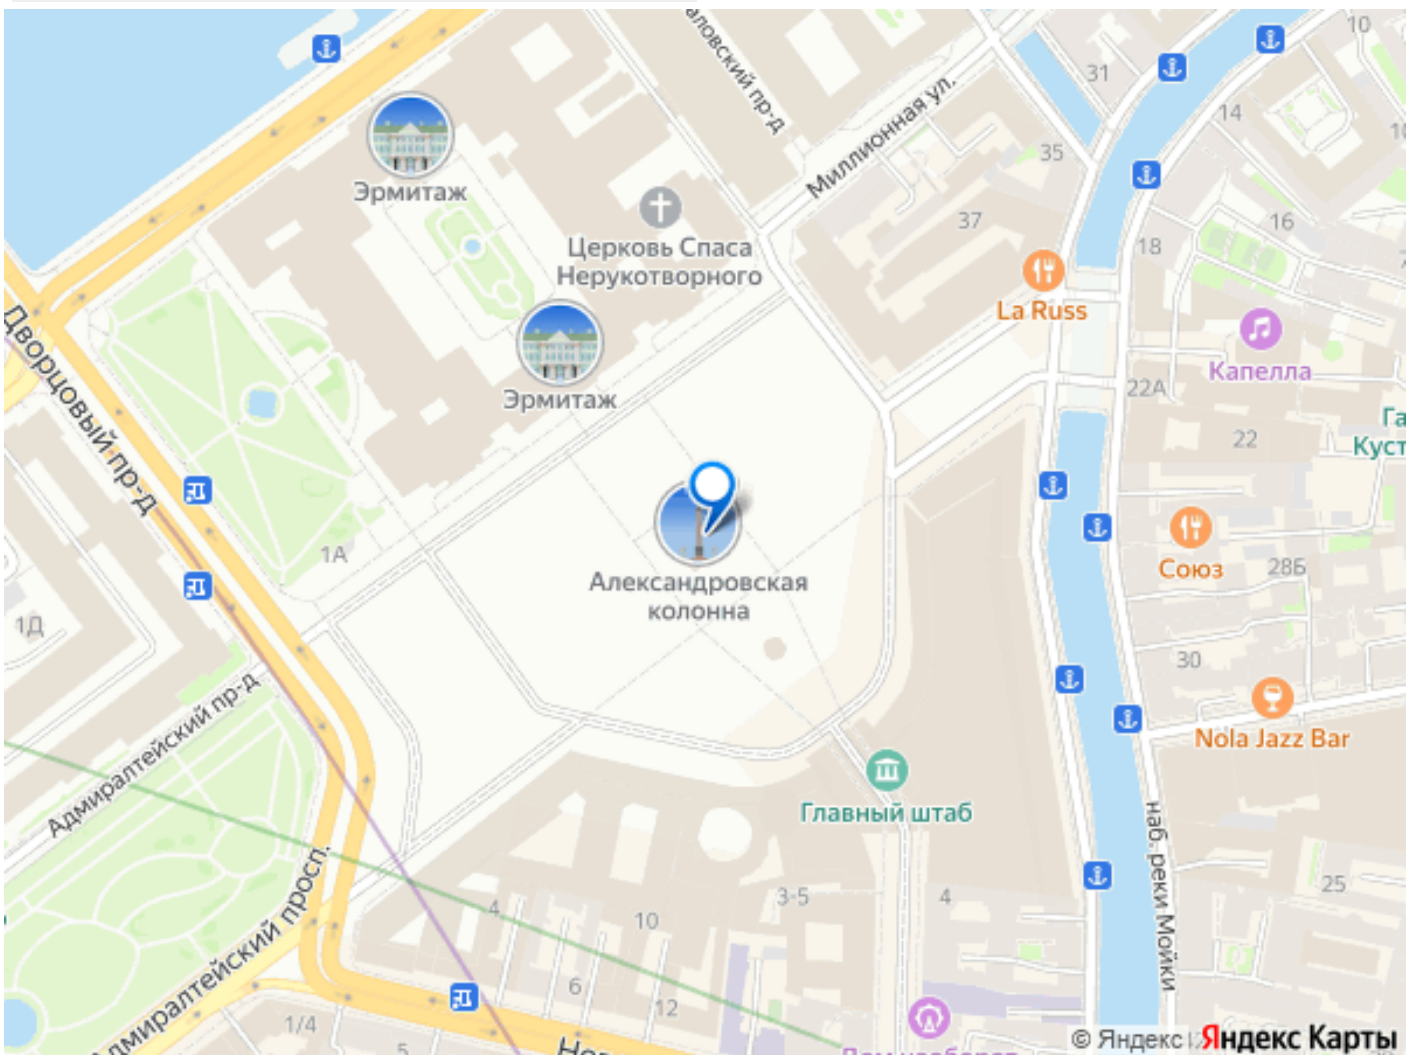 10
31
14
аловский пр-д
Миллионная ул.
35
Эрмитаж
37
16
Церковь Спаса
Нерукотворного
18
La Russ
Дворцовый пр-д
Капелла
22А
Эрмитаж
22
1А
Александровская
колонна
Союз
28Б
1Д
30
Адмиралтейский пр-д
Nola Jazz Bar
Главный штаб
наб. реки Мойки
25
4
3-5
4
10
Адмиралтейский просп.
6
12
1/4
5
© Яндекс
Яндекс Карты